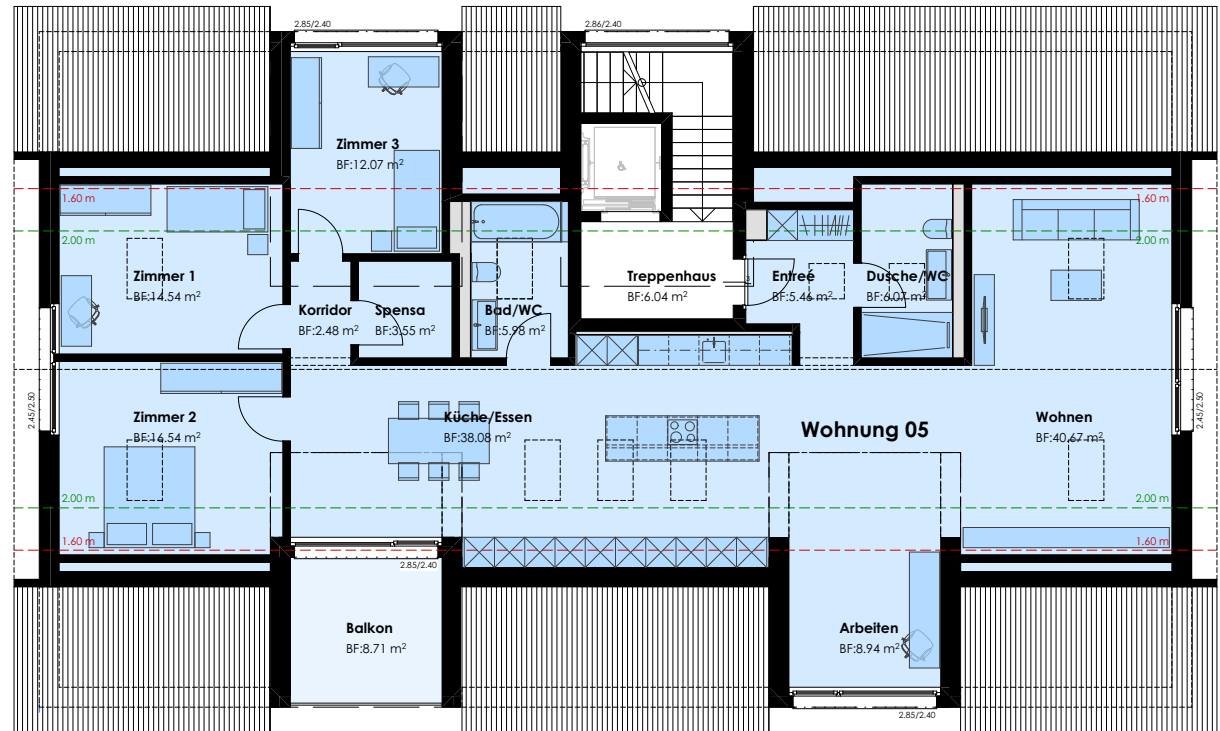 2.85/2.40
2.86/2.40
Zimmer 3
BF:12.07 m²
1.60 m
1.60 m
2.00 m
2.00 m
Zimmer 1
BF:14.54 m²
Korridor
BF:2.48 m²
Spensa
BF:3.55 m²
Bad/WC
BF:5.98 m²
Treppenhaus
BF:6.04 m²
Entreé
BF:5.46 m²
Dusche/WC
BF:6.07 m²
2.45/2.50
2.45/2.50
Zimmer 2
BF:16.54 m²
Küche/Essen
BF:38.08 m²
Wohnung 05
Wohnen
BF:40.67 m²
2.00 m
2.00 m
1.60 m
1.60 m
2.85/2.40
Balkon
BF:8.71 m²
Arbeiten
BF:8.94 m²
2.85/2.40